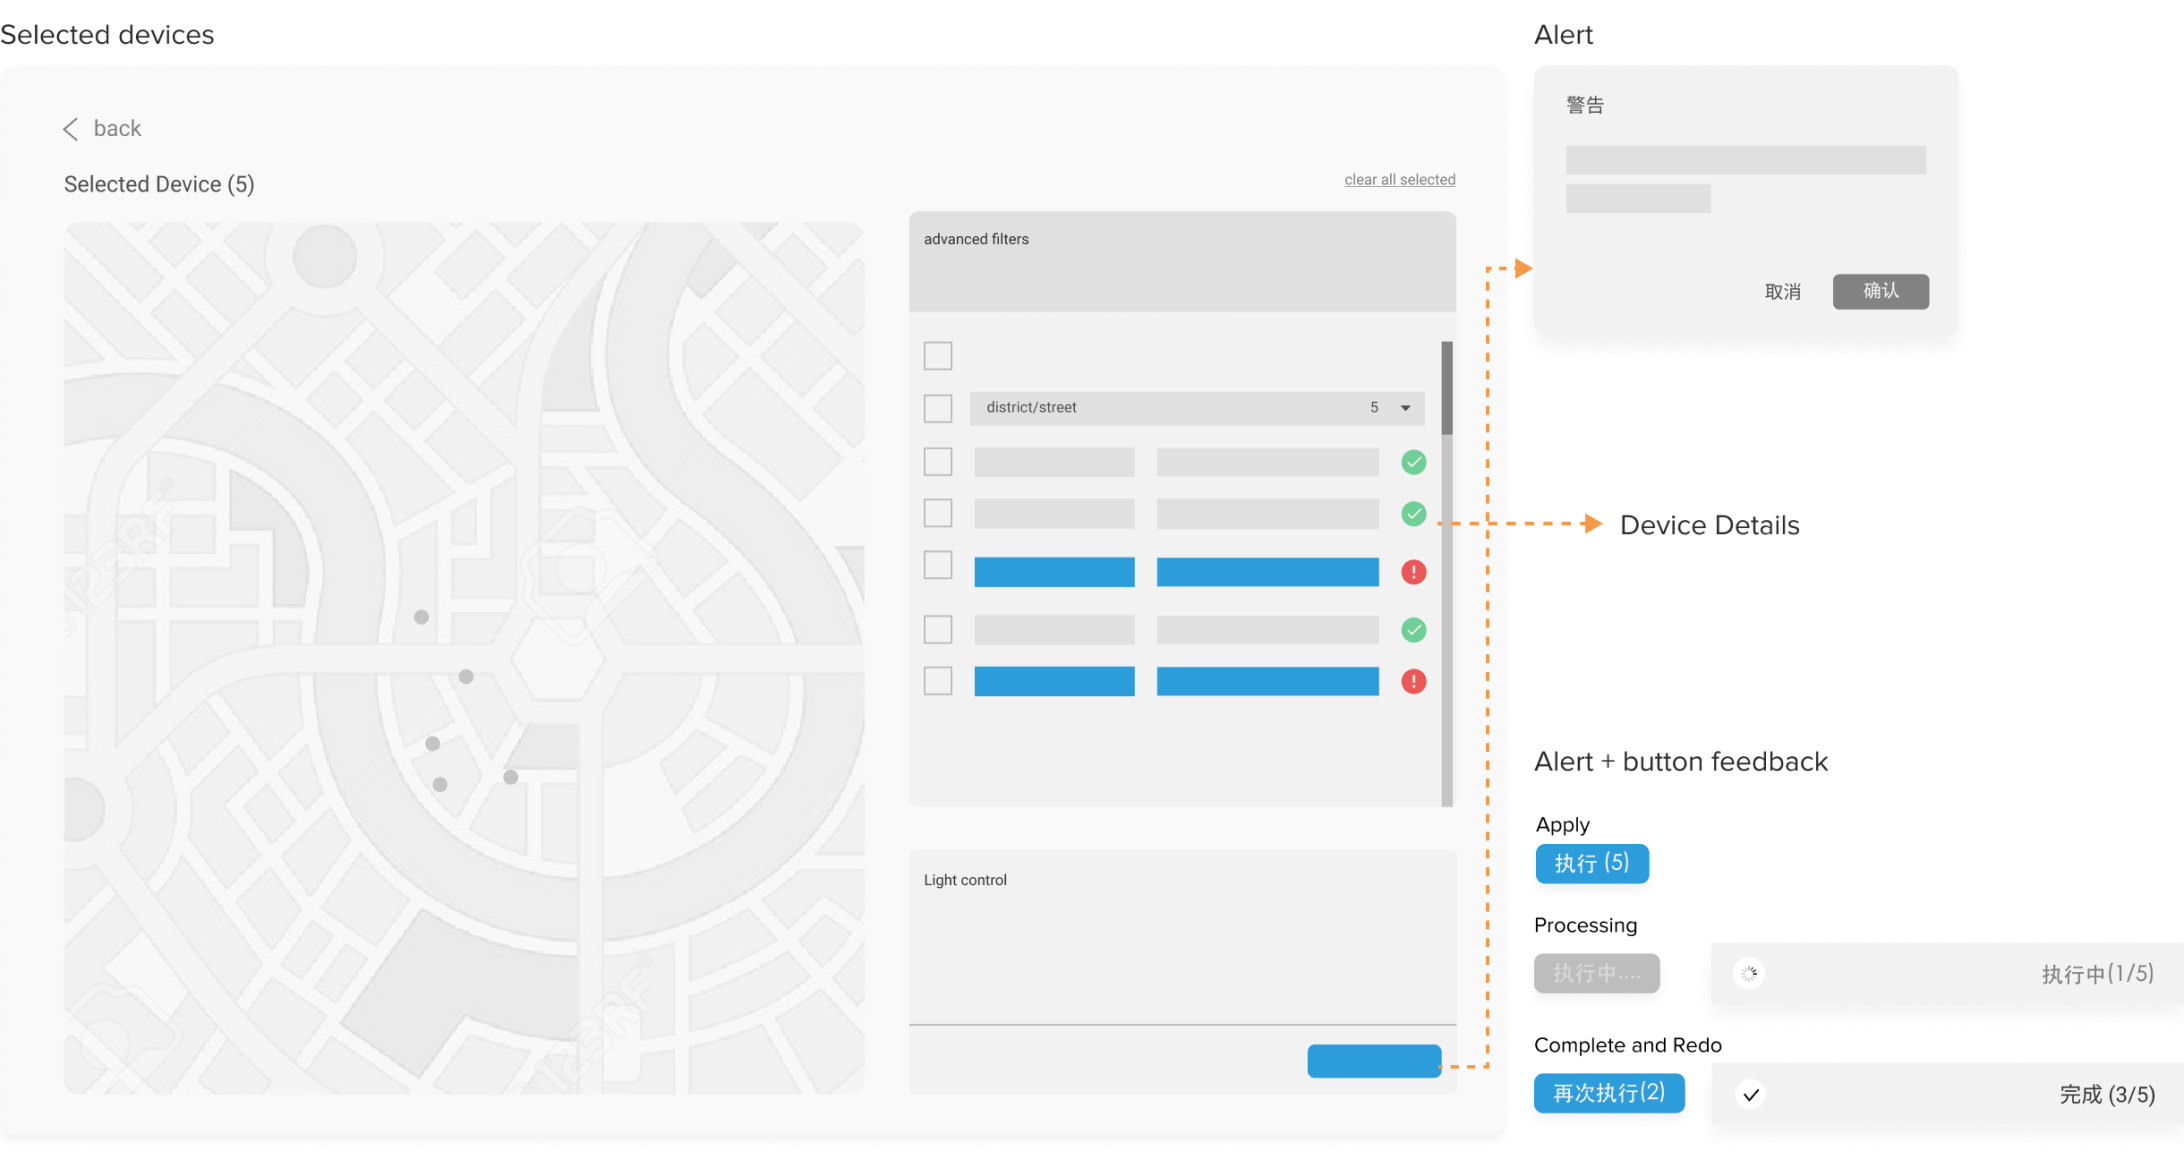 Selected devices
back
Selected Device (5)
clear all selected
advanced filters
district/street 5
Light control
Alert
警告
取消
确认
Device Details
Alert + button feedback
Apply
执行 (5)
Processing
执行中....
执行中(1/5)
Complete and Redo
再次执行(2)
完成 (3/5)
123RF